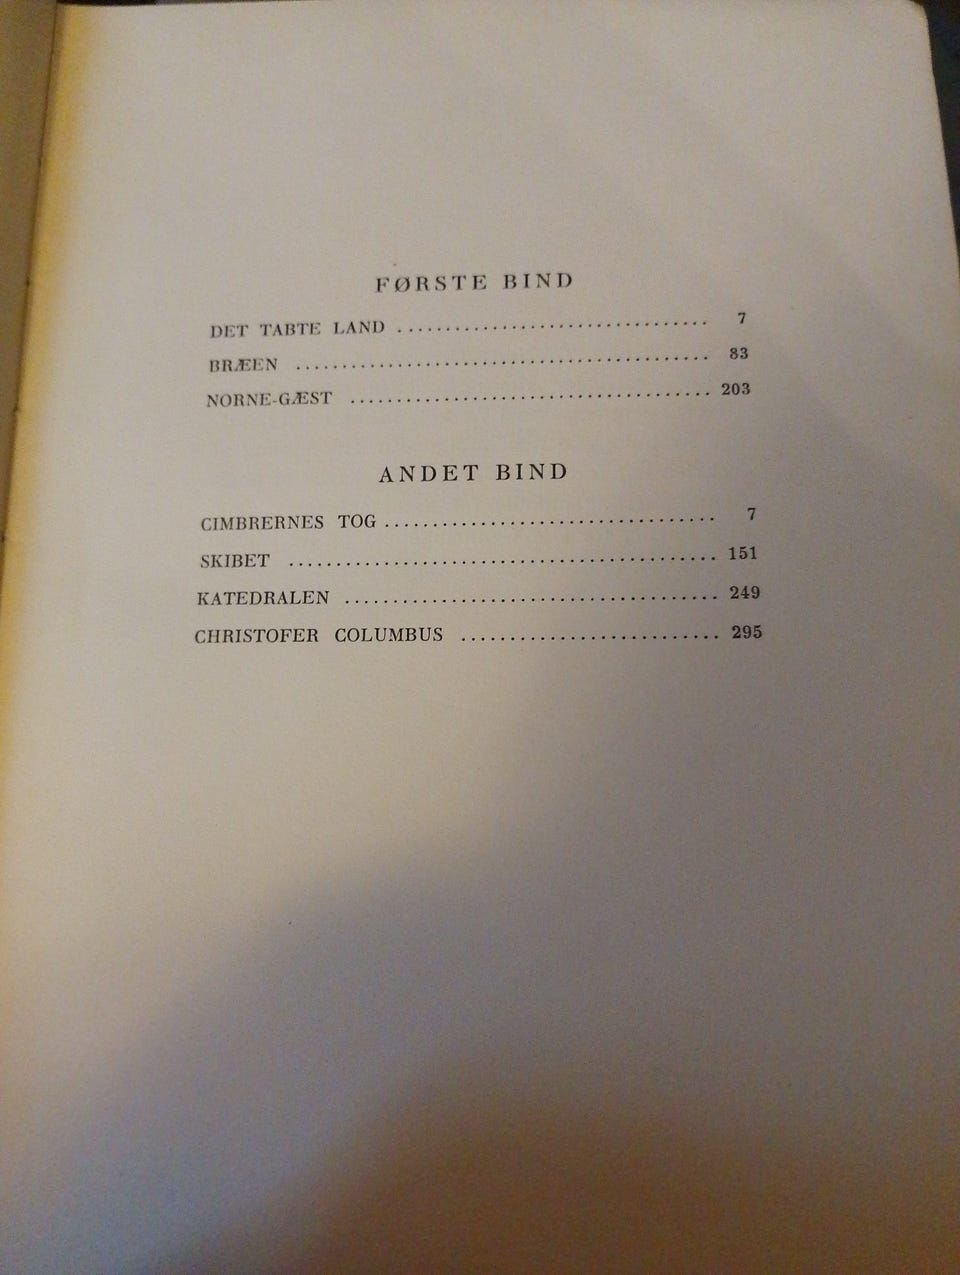 FØRSTE BIND
DET TABTE LAND ................................ 7
BRÆEN ........................................... 83
NORNE-GÆST ...................................... 203
ANDET BIND
CIMBRERNES TOG .................................. 7
SKIBET ............................................ 151
KATEDRALEN ....................................... 249
CHRISTOFER COLUMBUS ........................... 295